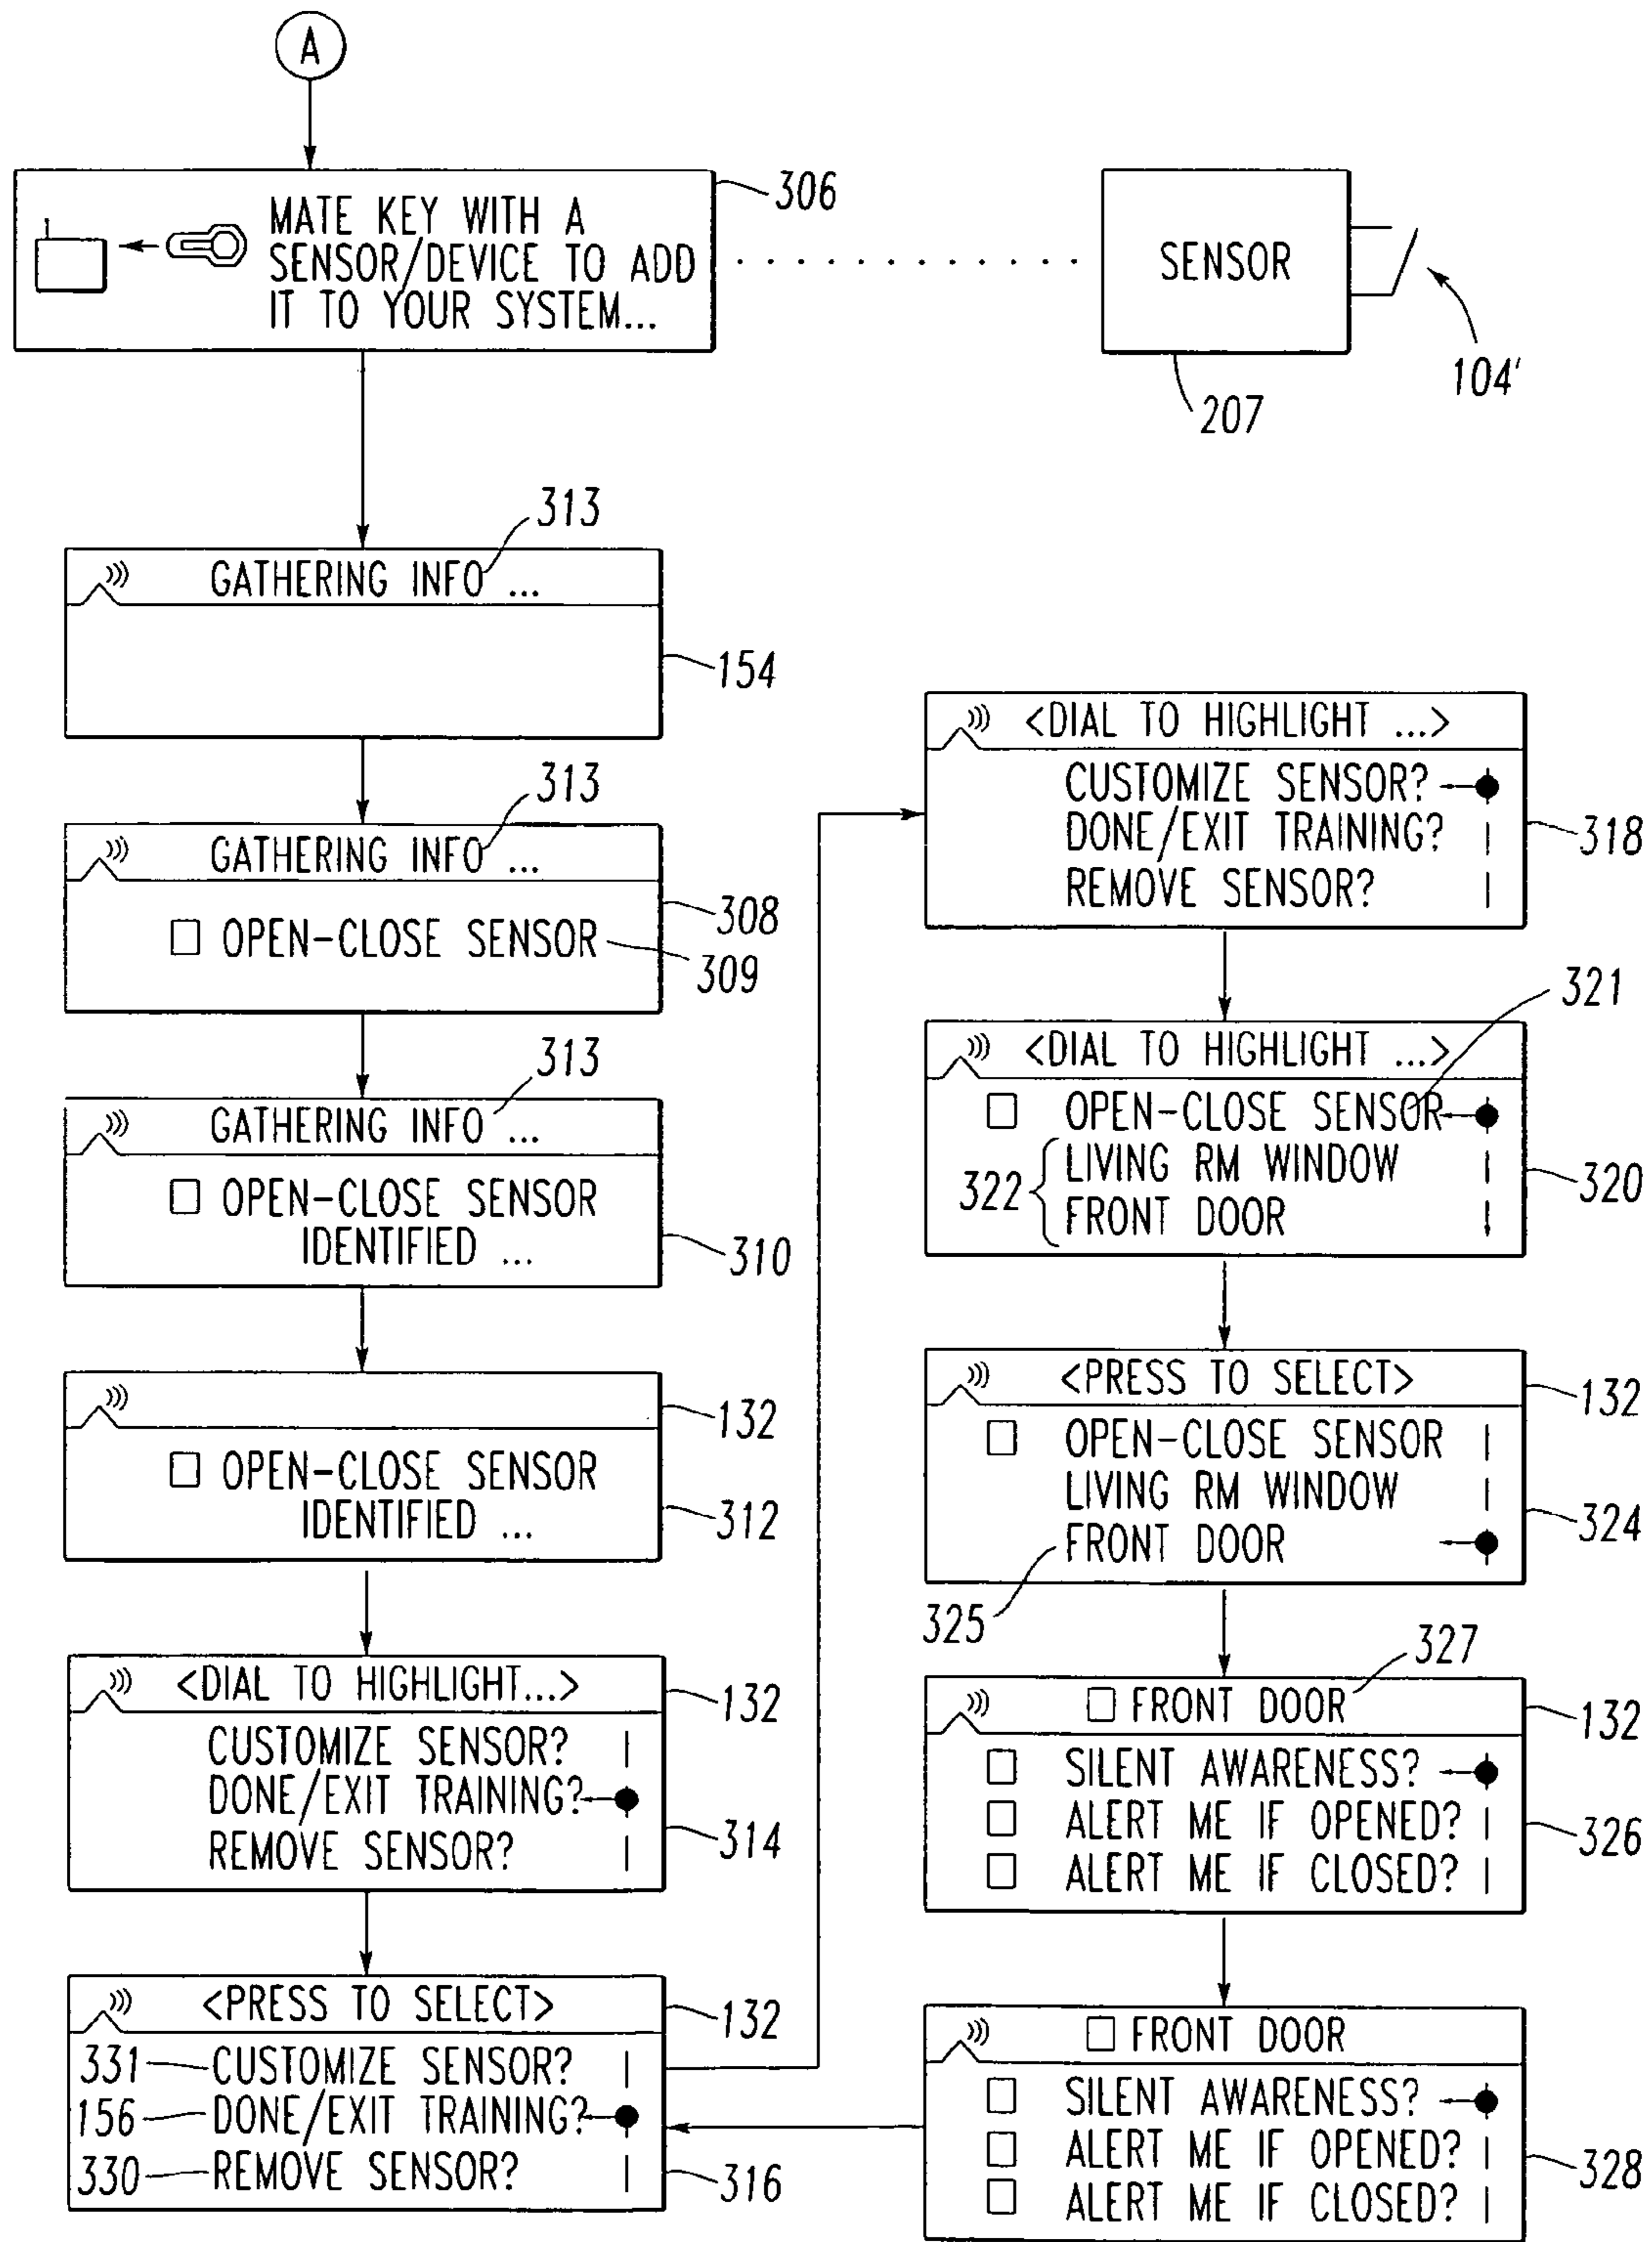 A
306
MATE KEY WITH A
SENSOR/DEVICE TO ADD
IT TO YOUR SYSTEM...
SENSOR
104'
207
313
GATHERING INFO ...
154
313
GATHERING INFO ...
308
OPEN-CLOSE SENSOR
309
313
GATHERING INFO ...
OPEN-CLOSE SENSOR
IDENTIFIED ...
310
132
OPEN-CLOSE SENSOR
IDENTIFIED ...
312
<DIAL TO HIGHLIGHT...>
132
CUSTOMIZE SENSOR?
DONE/EXIT TRAINING?
REMOVE SENSOR?
314
<PRESS TO SELECT>
132
331 CUSTOMIZE SENSOR?
156 DONE/EXIT TRAINING?
330 REMOVE SENSOR?
316
<DIAL TO HIGHLIGHT ...>
CUSTOMIZE SENSOR?
DONE/EXIT TRAINING?
REMOVE SENSOR?
318
321
<DIAL TO HIGHLIGHT ...>
OPEN-CLOSE SENSOR
LIVING RM WINDOW
322
FRONT DOOR
320
<PRESS TO SELECT>
132
OPEN-CLOSE SENSOR
LIVING RM WINDOW
FRONT DOOR
324
325
327
FRONT DOOR
132
SILENT AWARENESS?
ALERT ME IF OPENED?
ALERT ME IF CLOSED?
326
FRONT DOOR
SILENT AWARENESS?
ALERT ME IF OPENED?
ALERT ME IF CLOSED?
328